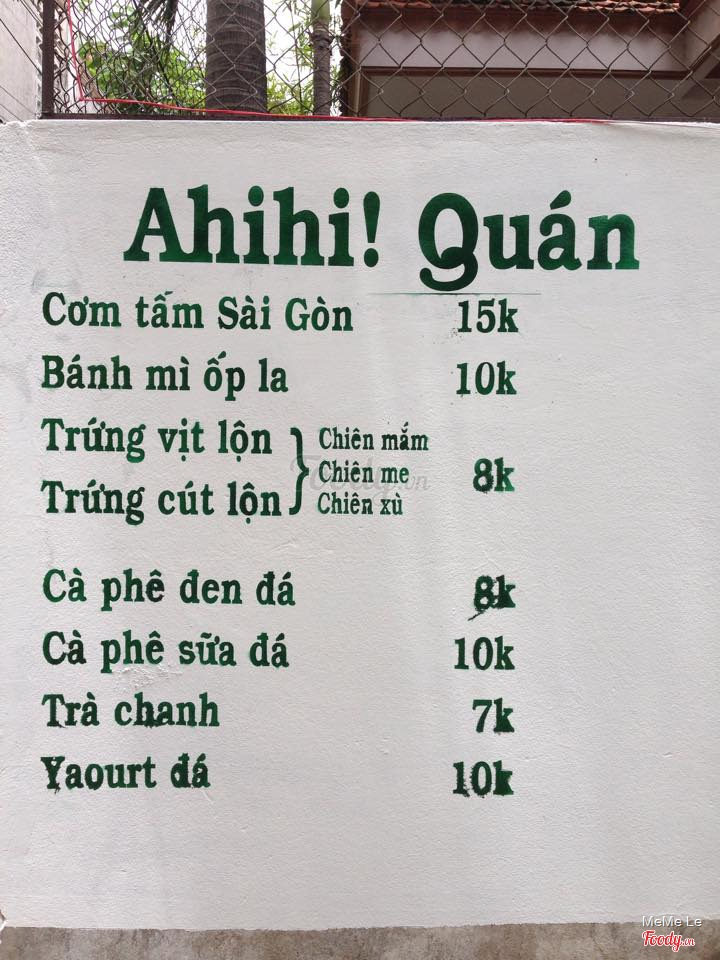 Ahihi! Quán
Cơm tấm Sài Gòn 15k
Bánh mì ốp la 10k
Trứng vịt lộn
Trứng cút lộn
Chiên mắm
Chiên me
Chiên xù
8k
Cà phê đen đá 8k
Cà phê sữa đá 10k
Trà chanh 7k
Yaourt đá 10k
Foody.vn
MeMe Le
Foody.vn